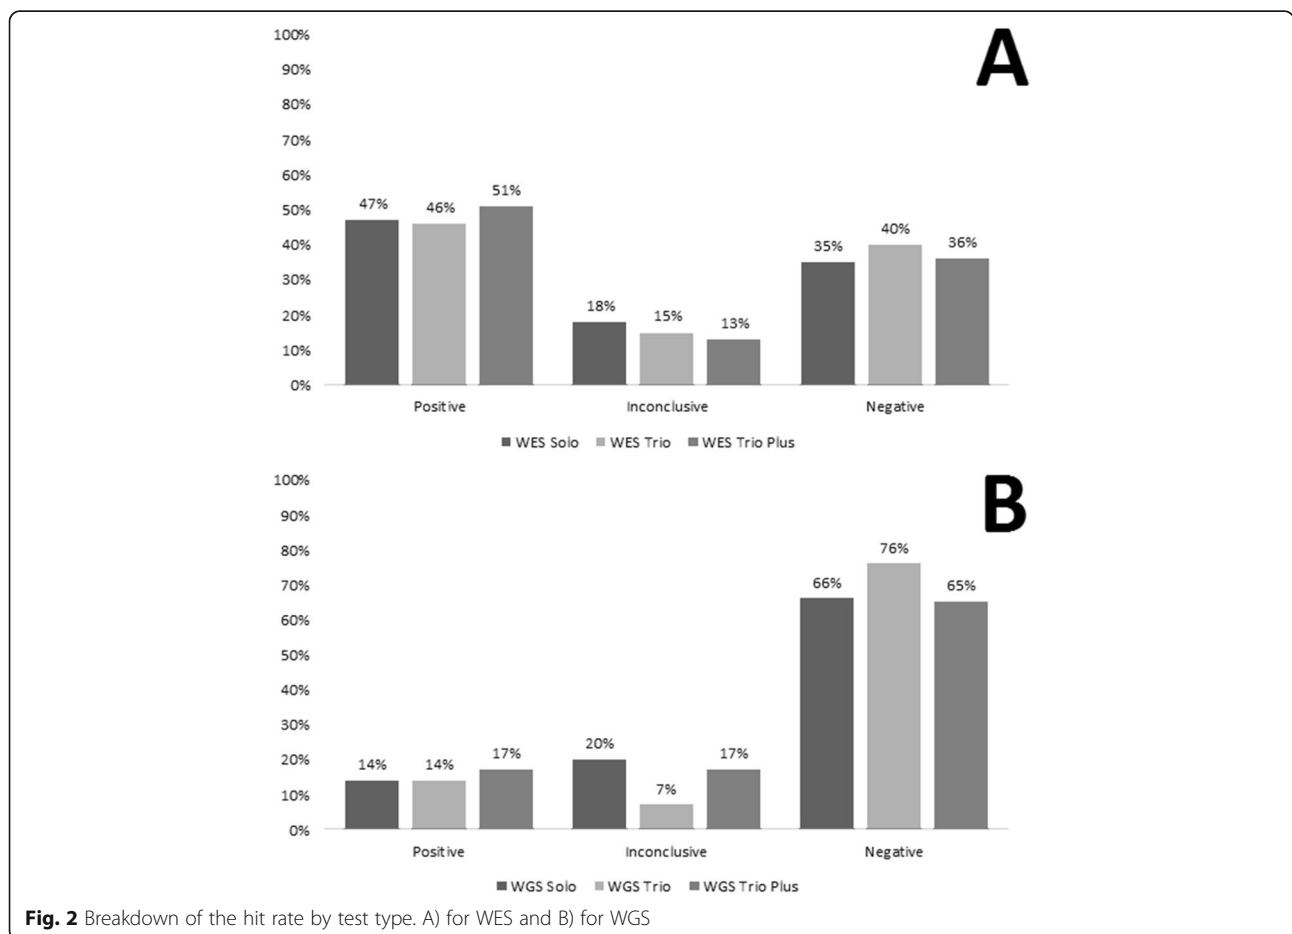 A
100%
90%
80%
70%
60%
50%
40%
30%
20%
10%
0%
47% 46% 51%
18% 15% 13%
35% 40% 36%
Positive Inconclusive Negative
WES Solo WES Trio WES Trio Plus
B
100%
90%
80%
70%
60%
50%
40%
30%
20%
10%
0%
14% 14% 17%
20% 7% 17%
66% 76% 65%
Positive Inconclusive Negative
WGS Solo WGS Trio WGS Trio Plus
Fig. 2 Breakdown of the hit rate by test type. A) for WES and B) for WGS